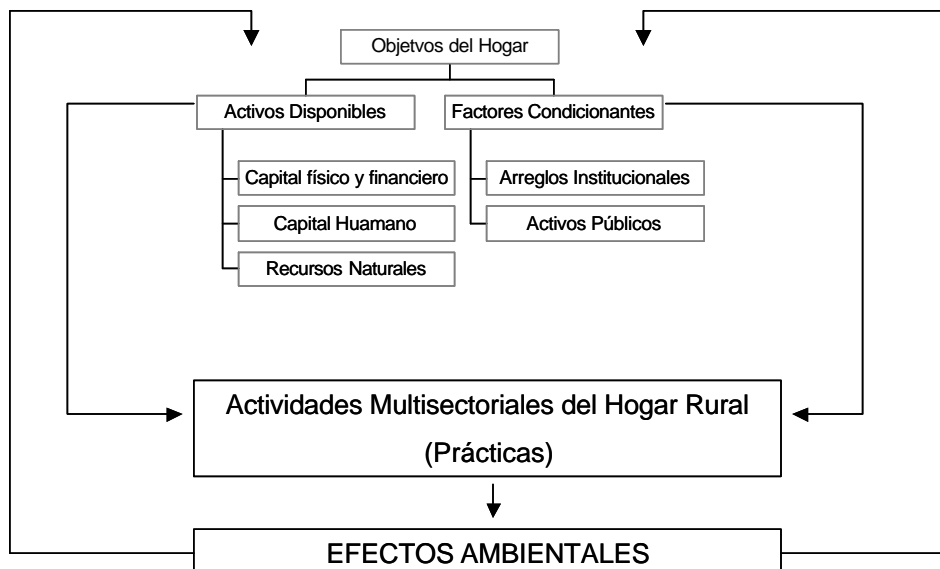 Objetvos del Hogar
Activos Disponibles
Factores Condicionantes
Capital físico y financiero
Arreglos Institucionales
Capital Huamano
Activos Públicos
Recursos Naturales
Actividades Multisectoriales del Hogar Rural
(Prácticas)
EFECTOS AMBIENTALES